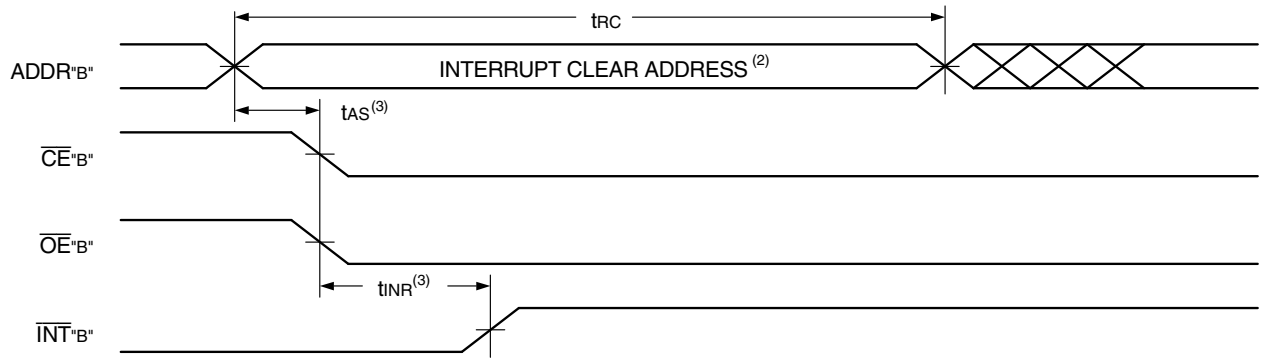 tRC
ADDR"B"
INTERRUPT CLEAR ADDRESS (2)
tAS(3)
CE"B"
OE"B"
tINR(3)
INT"B"